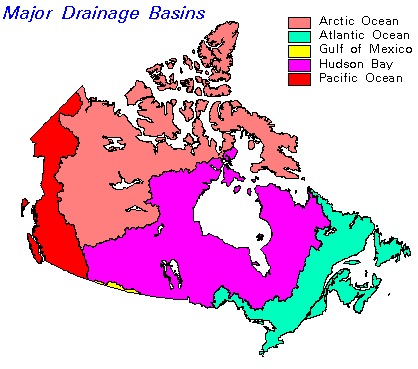 Major Drainage Basins
Arctic Ocean
Atlantic Ocean
Gulf of Mexico
Hudson Bay
Pacific Ocean